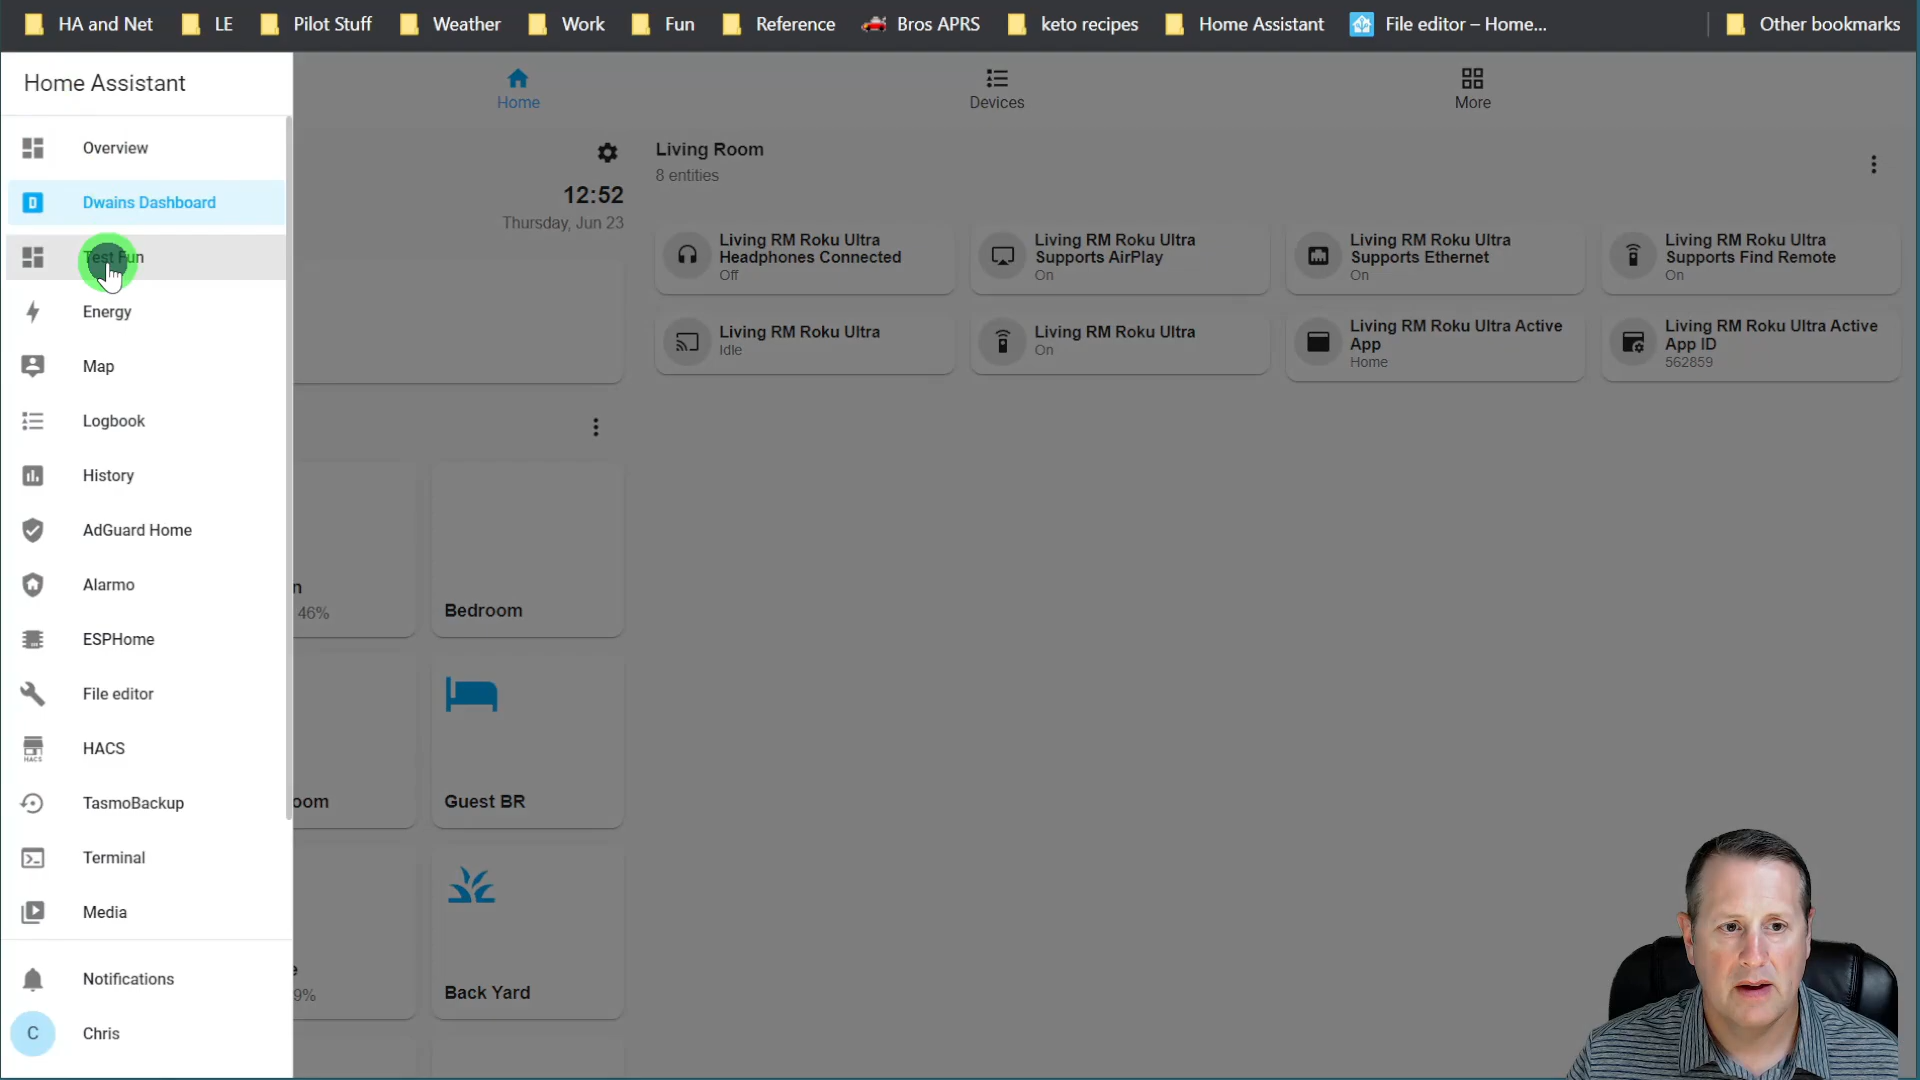 HA and Net
LE
Pilot Stuff
Weather
Work
Fun
Reference
Bros APRS
keto recipes
Home Assistant
File editor – Home...
Other bookmarks
Home Assistant
Overview
Dwains Dashboard
Test Fun
Energy
Map
Logbook
History
AdGuard Home
Alarmo
ESPHome
File editor
HACS
TasmoBackup
Terminal
Media
Notifications
C
Chris
Home
Devices
More
12:52
Thursday, Jun 23
Living Room
8 entities
Living RM Roku Ultra
Headphones Connected
Off
Living RM Roku Ultra
Supports AirPlay
On
Living RM Roku Ultra
Supports Ethernet
On
Living RM Roku Ultra
Supports Find Remote
On
Living RM Roku Ultra
Idle
Living RM Roku Ultra
On
Living RM Roku Ultra Active
App
Home
Living RM Roku Ultra Active
App ID
562859
n
46%
Bedroom
oom
Guest BR
e
9%
Back Yard